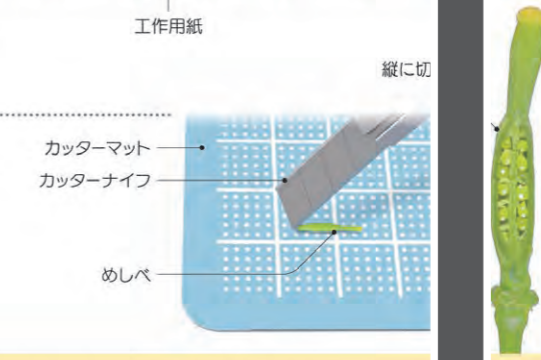 工作用紙
縦に切
カッターマット
カッターナイフ
めしべ